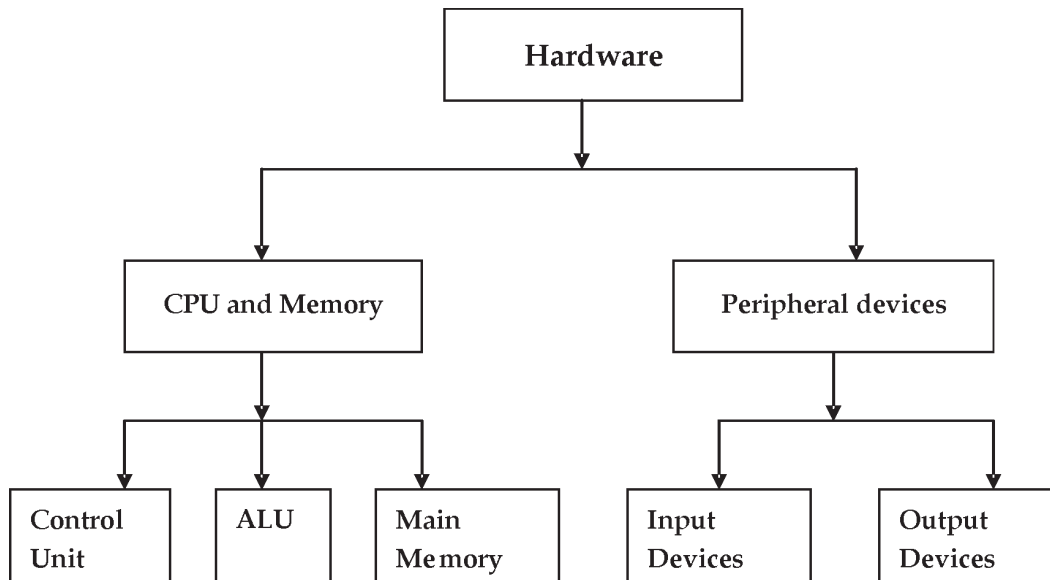 Hardware
CPU and Memory
Peripheral devices
Control
Unit
ALU
Main
Memory
Input
Devices
Output
Devices